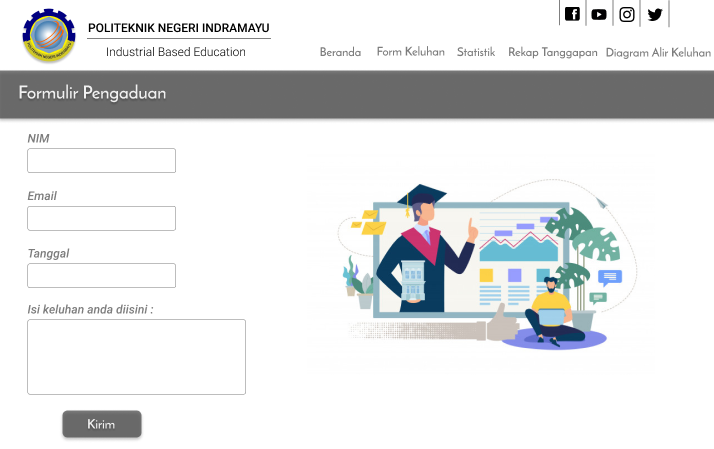 POLITEKNIK NEGERI INDRAMAYU
Industrial Based Education
Beranda Form Keluhan Statistik Rekap Tanggapan Diagram Alir Keluhan
Formulir Pengaduan
NIM
Email
Tanggal
Isi keluhan anda diisini :
Kirim